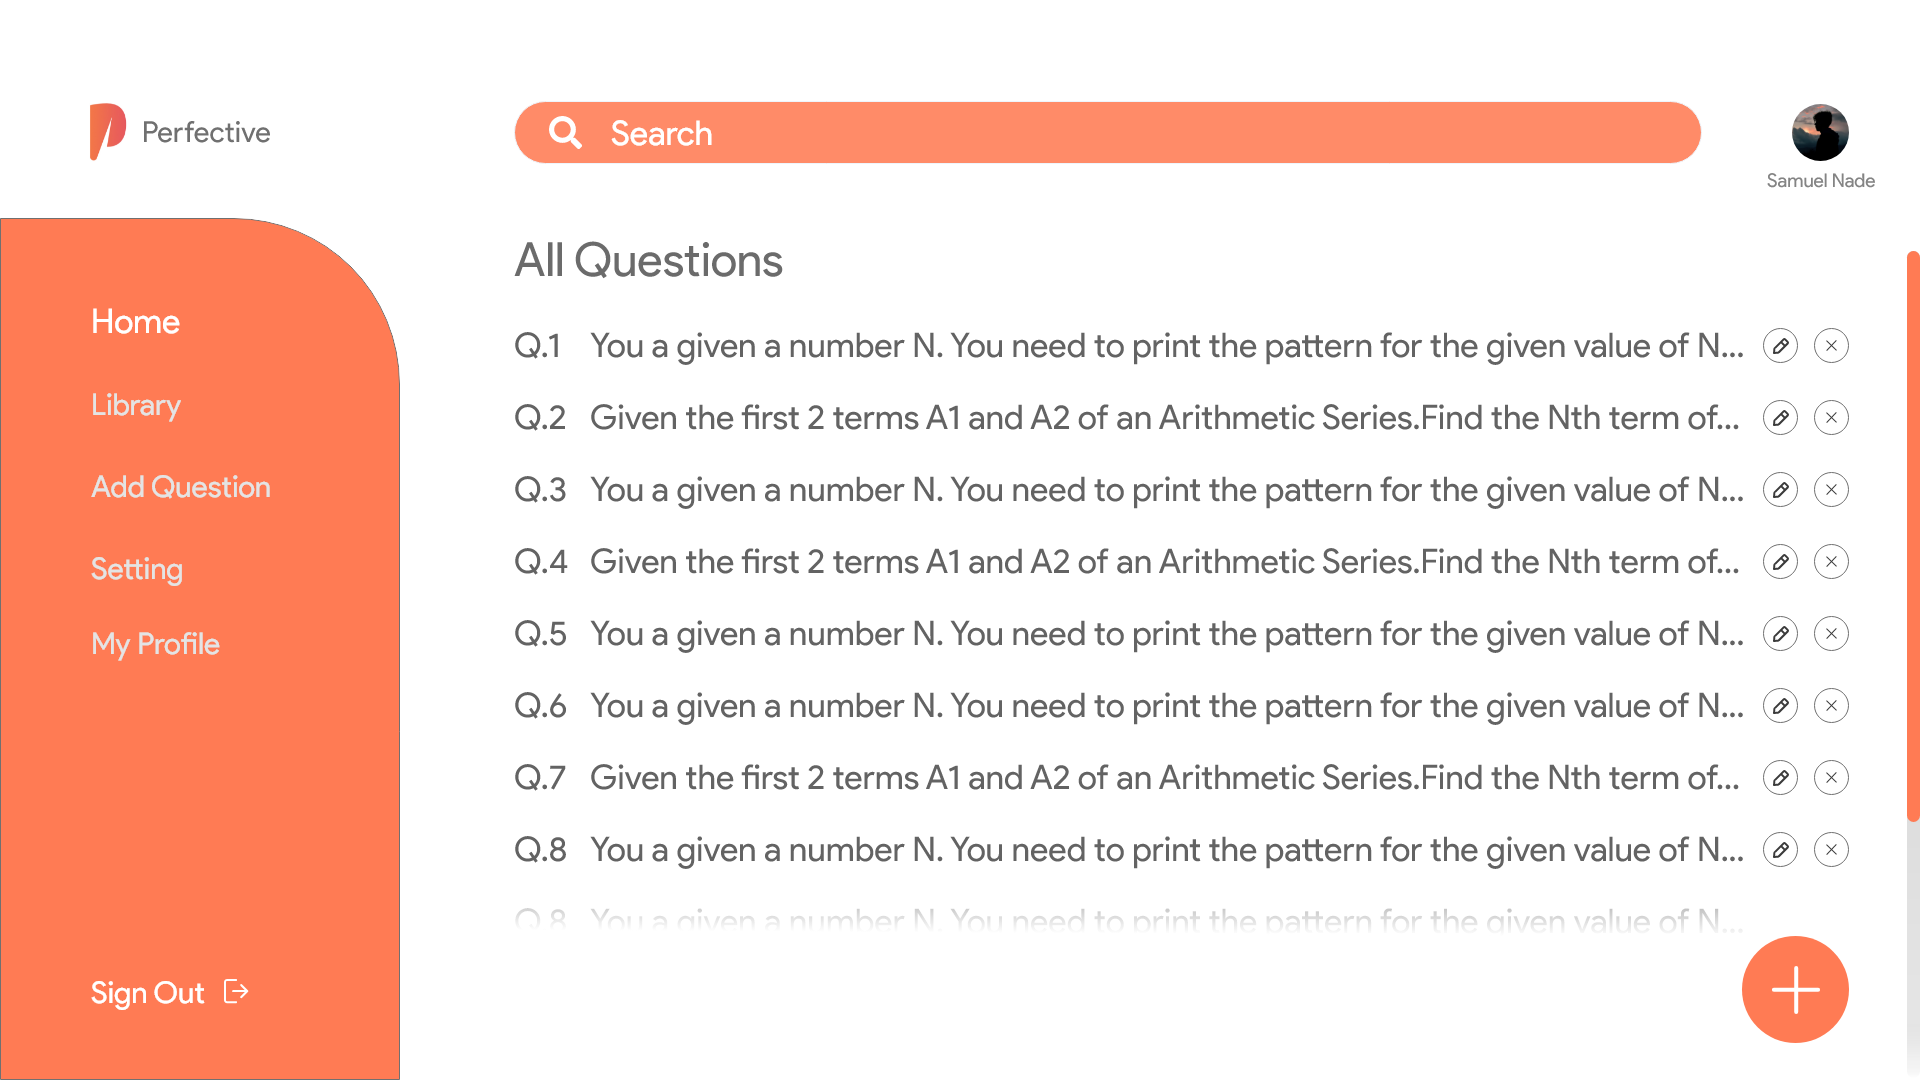 Perfective
Search
Samuel Nade
Home
Library
Add Question
Setting
My Profile
Sign Out
All Questions
Q.1 You a given a number N. You need to print the pattern for the given value of N...
Q.2 Given the first 2 terms A1 and A2 of an Arithmetic Series.Find the Nth term of...
Q.3 You a given a number N. You need to print the pattern for the given value of N...
Q.4 Given the first 2 terms A1 and A2 of an Arithmetic Series.Find the Nth term of...
Q.5 You a given a number N. You need to print the pattern for the given value of N...
Q.6 You a given a number N. You need to print the pattern for the given value of N...
Q.7 Given the first 2 terms A1 and A2 of an Arithmetic Series.Find the Nth term of...
Q.8 You a given a number N. You need to print the pattern for the given value of N...
Q.8 You a given a number N. You need to print the pattern for the given value of N...